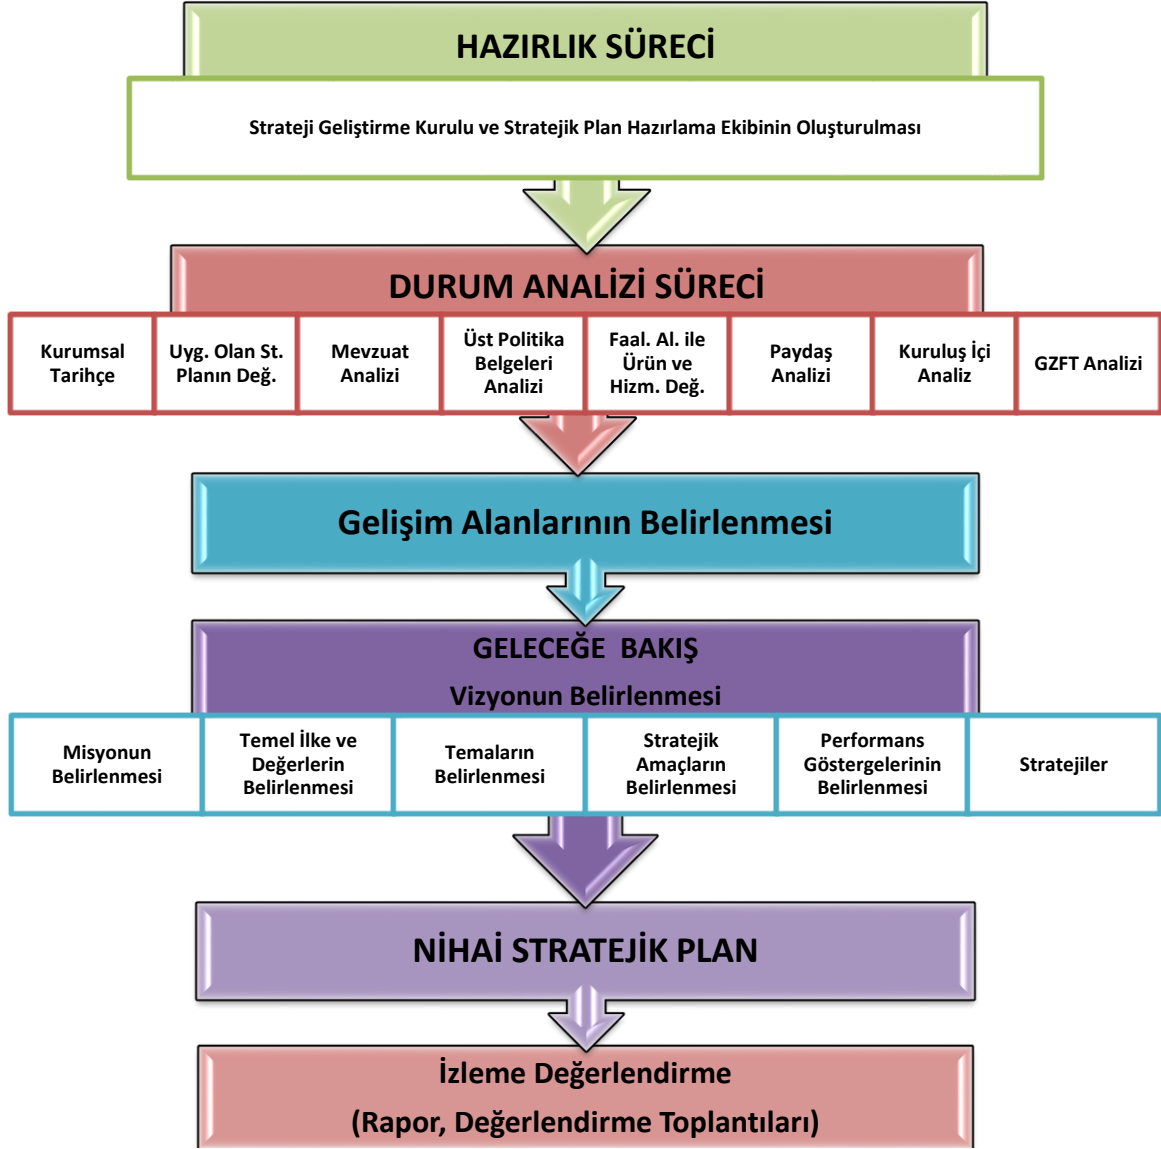 HAZIRLIK SÜRECİ
Strateji Geliştirme Kurulu ve Stratejik Plan Hazırlama Ekibinin Oluşturulması
DURUM ANALİZİ SÜRECİ
Kurumsal
Tarihçe
Uyg. Olan St.
Planın Değ.
Mevzuat
Analizi
Üst Politika
Belgeleri
Analizi
Faal. Al. ile
Ürün ve
Hizm. Değ.
Paydaş
Analizi
Kuruluş İçi
Analiz
GZFT Analizi
Gelişim Alanlarının Belirlenmesi
GELECEĞE BAKIŞ
Vizyonun Belirlenmesi
Misyonun
Belirlenmesi
Temel İlke ve
Değerlerin
Belirlenmesi
Temaların
Belirlenmesi
Stratejik
Amaçların
Belirlenmesi
Performans
Göstergelerinin
Belirlenmesi
Stratejiler
NİHAİ STRATEJİK PLAN
İzleme Değerlendirme
(Rapor, Değerlendirme Toplantıları)